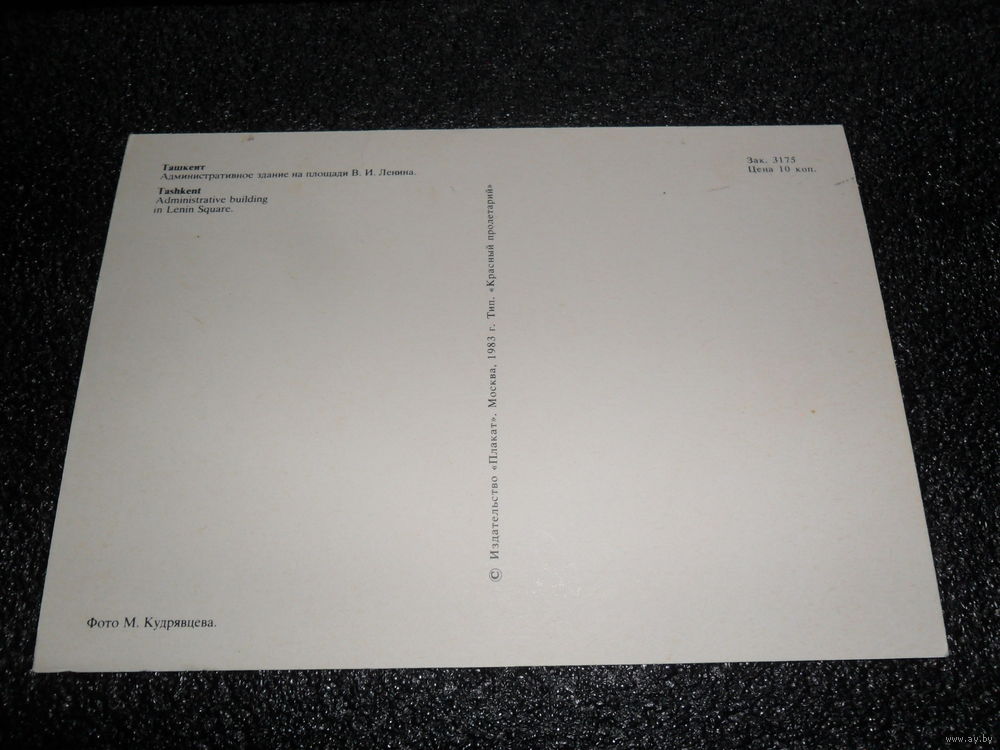 Ташкент
Административное здание на площади В. И. Ленина.
Tashkent
Administrative building
in Lenin Square.
Зак. 3175
Цена 10 коп.
© Издательство «Плакат». Москва, 1983 г. Тип. «Красный пролетарий»
Фото М. Кудрявцева.
www.ay.by